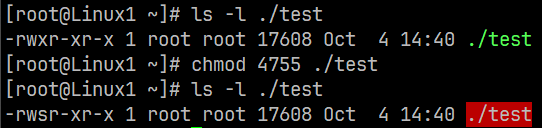 [root@Linux1 ~]# ls -l ./test
-rwxr-xr-x 1 root root 17608 Oct  4 14:40 ./test
[root@Linux1 ~]# chmod 4755 ./test
[root@Linux1 ~]# ls -l ./test
-rwsr-xr-x 1 root root 17608 Oct  4 14:40 ./test